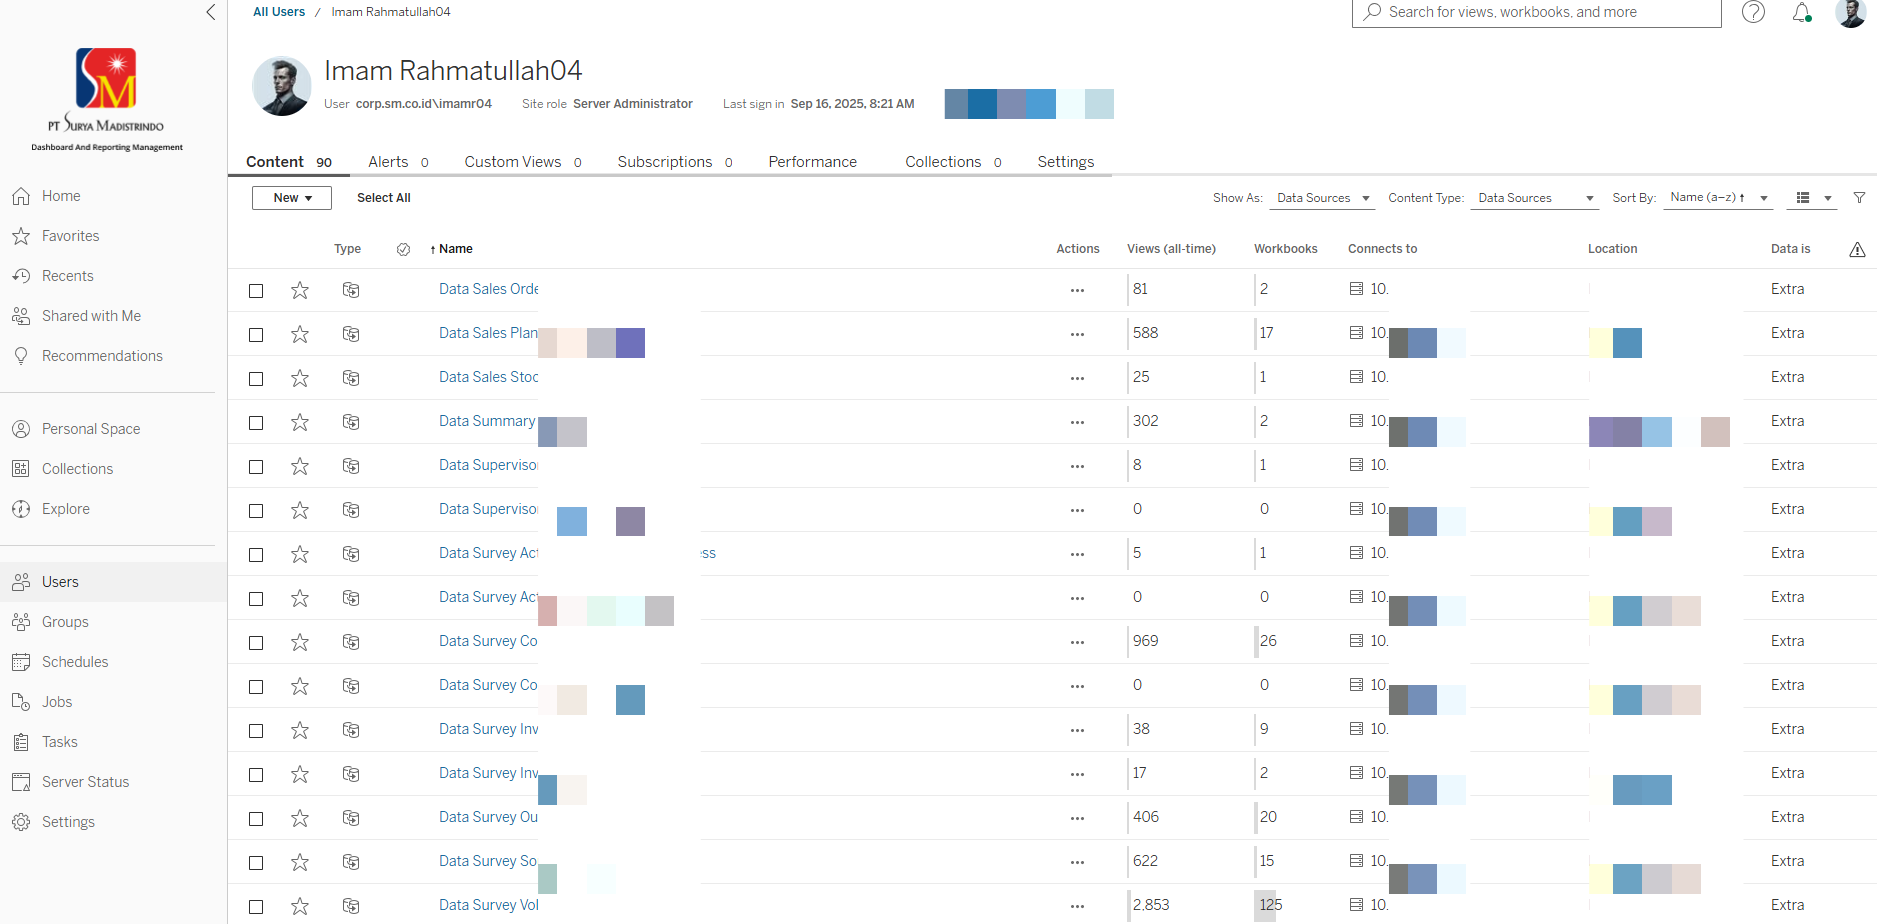 All Users / Imam Rahmatullah04
Search for views, workbooks, and more
SM
PT SURYA MADISTRINDO
Dashboard And Reporting Management
Home
Favorites
Recents
Shared with Me
Recommendations
Personal Space
Collections
Explore
Users
Groups
Schedules
Jobs
Tasks
Server Status
Settings
Imam Rahmatullah04
User corp.sm.co.id\imamr04 Site role Server Administrator Last sign in Sep 16, 2025, 8:21 AM
Content 90 Alerts 0 Custom Views 0 Subscriptions 0 Performance Collections 0 Settings
New Select All Show As: Data Sources Content Type: Data Sources Sort By: Name (a–z) ↑
Type ↑ Name Actions Views (all-time) Workbooks Connects to Location Data is
Data Sales Orde 81 2 10. Extra
Data Sales Plan 588 17 10. Extra
Data Sales Stoc 25 1 10. Extra
Data Summary 302 2 10. Extra
Data Superviso 8 1 10. Extra
Data Superviso 0 0 10. Extra
Data Survey Act ess 5 1 10. Extra
Data Survey Act 0 0 10. Extra
Data Survey Co 969 26 10. Extra
Data Survey Co 0 0 10. Extra
Data Survey Inv 38 9 10. Extra
Data Survey Inv 17 2 10. Extra
Data Survey Ou 406 20 10. Extra
Data Survey So 622 15 10. Extra
Data Survey Vol 2,853 125 10. Extra